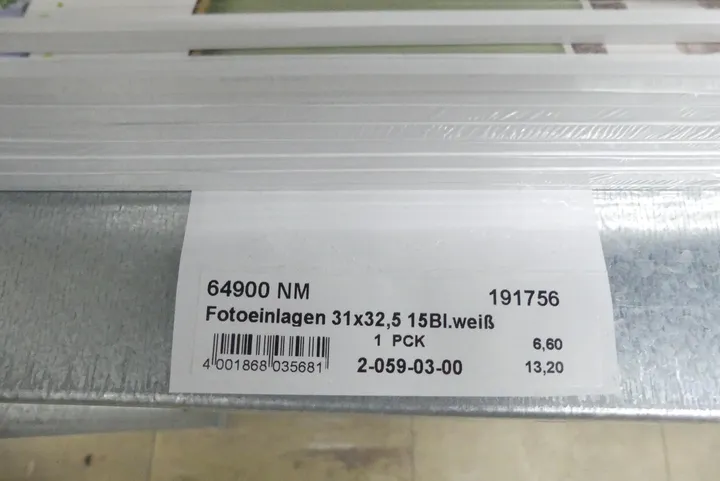 64900 NM 191756
Fotoeinlagen 31x32,5 15Bl.weiß
1 PCK 6,60
4 001868 035681 2-059-03-00 13,20